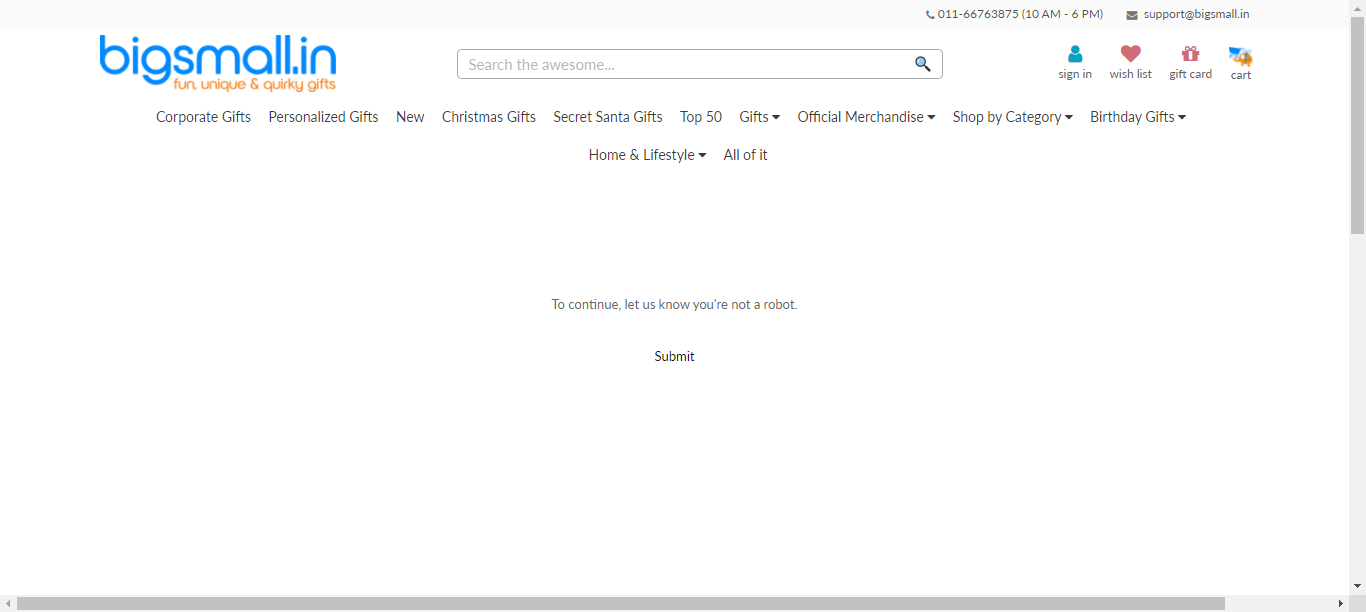 011-66763875 (10 AM - 6 PM) support@bigsmall.in
bigsmall.in
fun, unique & quirky gifts
Search the awesome...
sign in wish list gift card cart
Corporate Gifts Personalized Gifts New Christmas Gifts Secret Santa Gifts Top 50 Gifts Official Merchandise Shop by Category Birthday Gifts
Home & Lifestyle All of it
To continue, let us know you're not a robot.
Submit